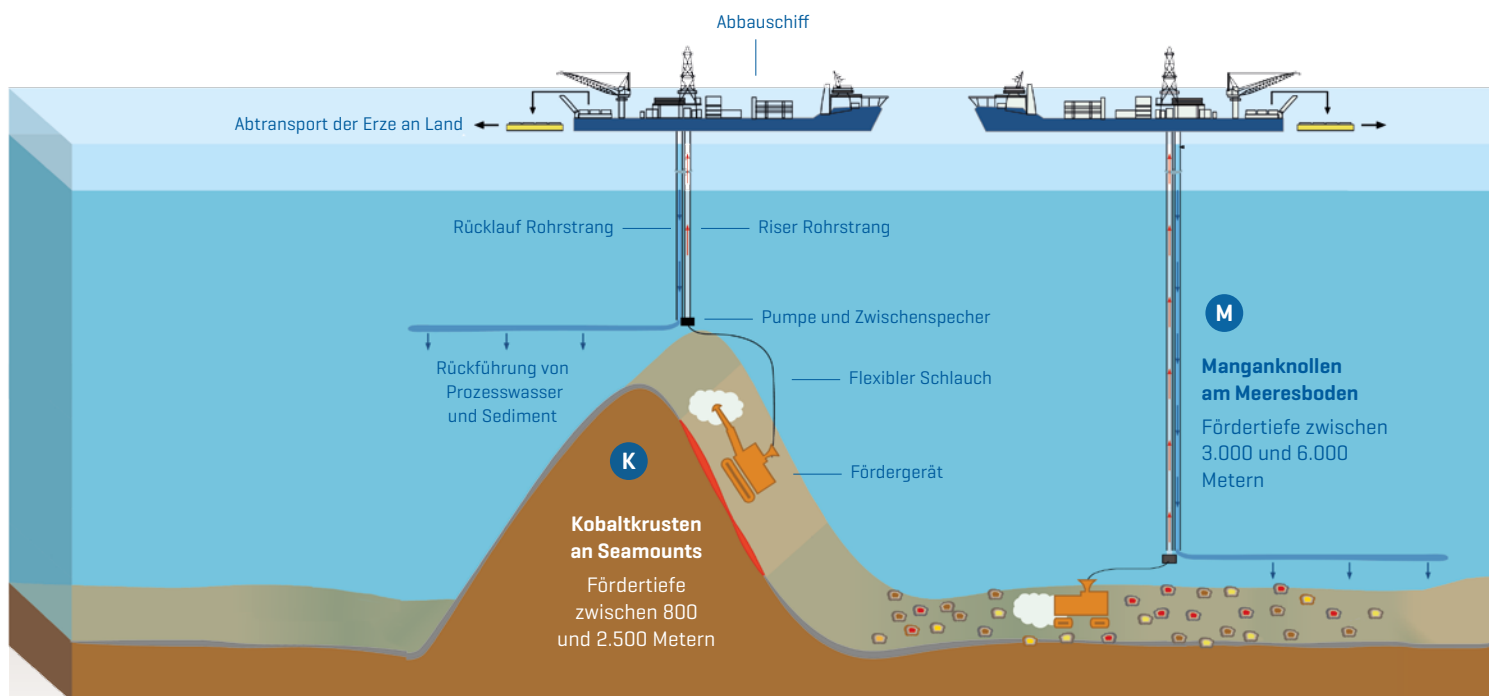 Abbauschiff
Abtransport der Erze an Land
Rücklauf Rohrstrang
Riser Rohrstrang
Pumpe und Zwischenspecher
Rückführung von
Prozesswasser
und Sediment
Flexibler Schlauch
Fördergerät
K
Kobaltkrusten
an Seamounts
Fördertiefe
zwischen 800
und 2.500 Metern
M
Manganknollen
am Meeresboden
Fördertiefe zwischen
3.000 und 6.000
Metern